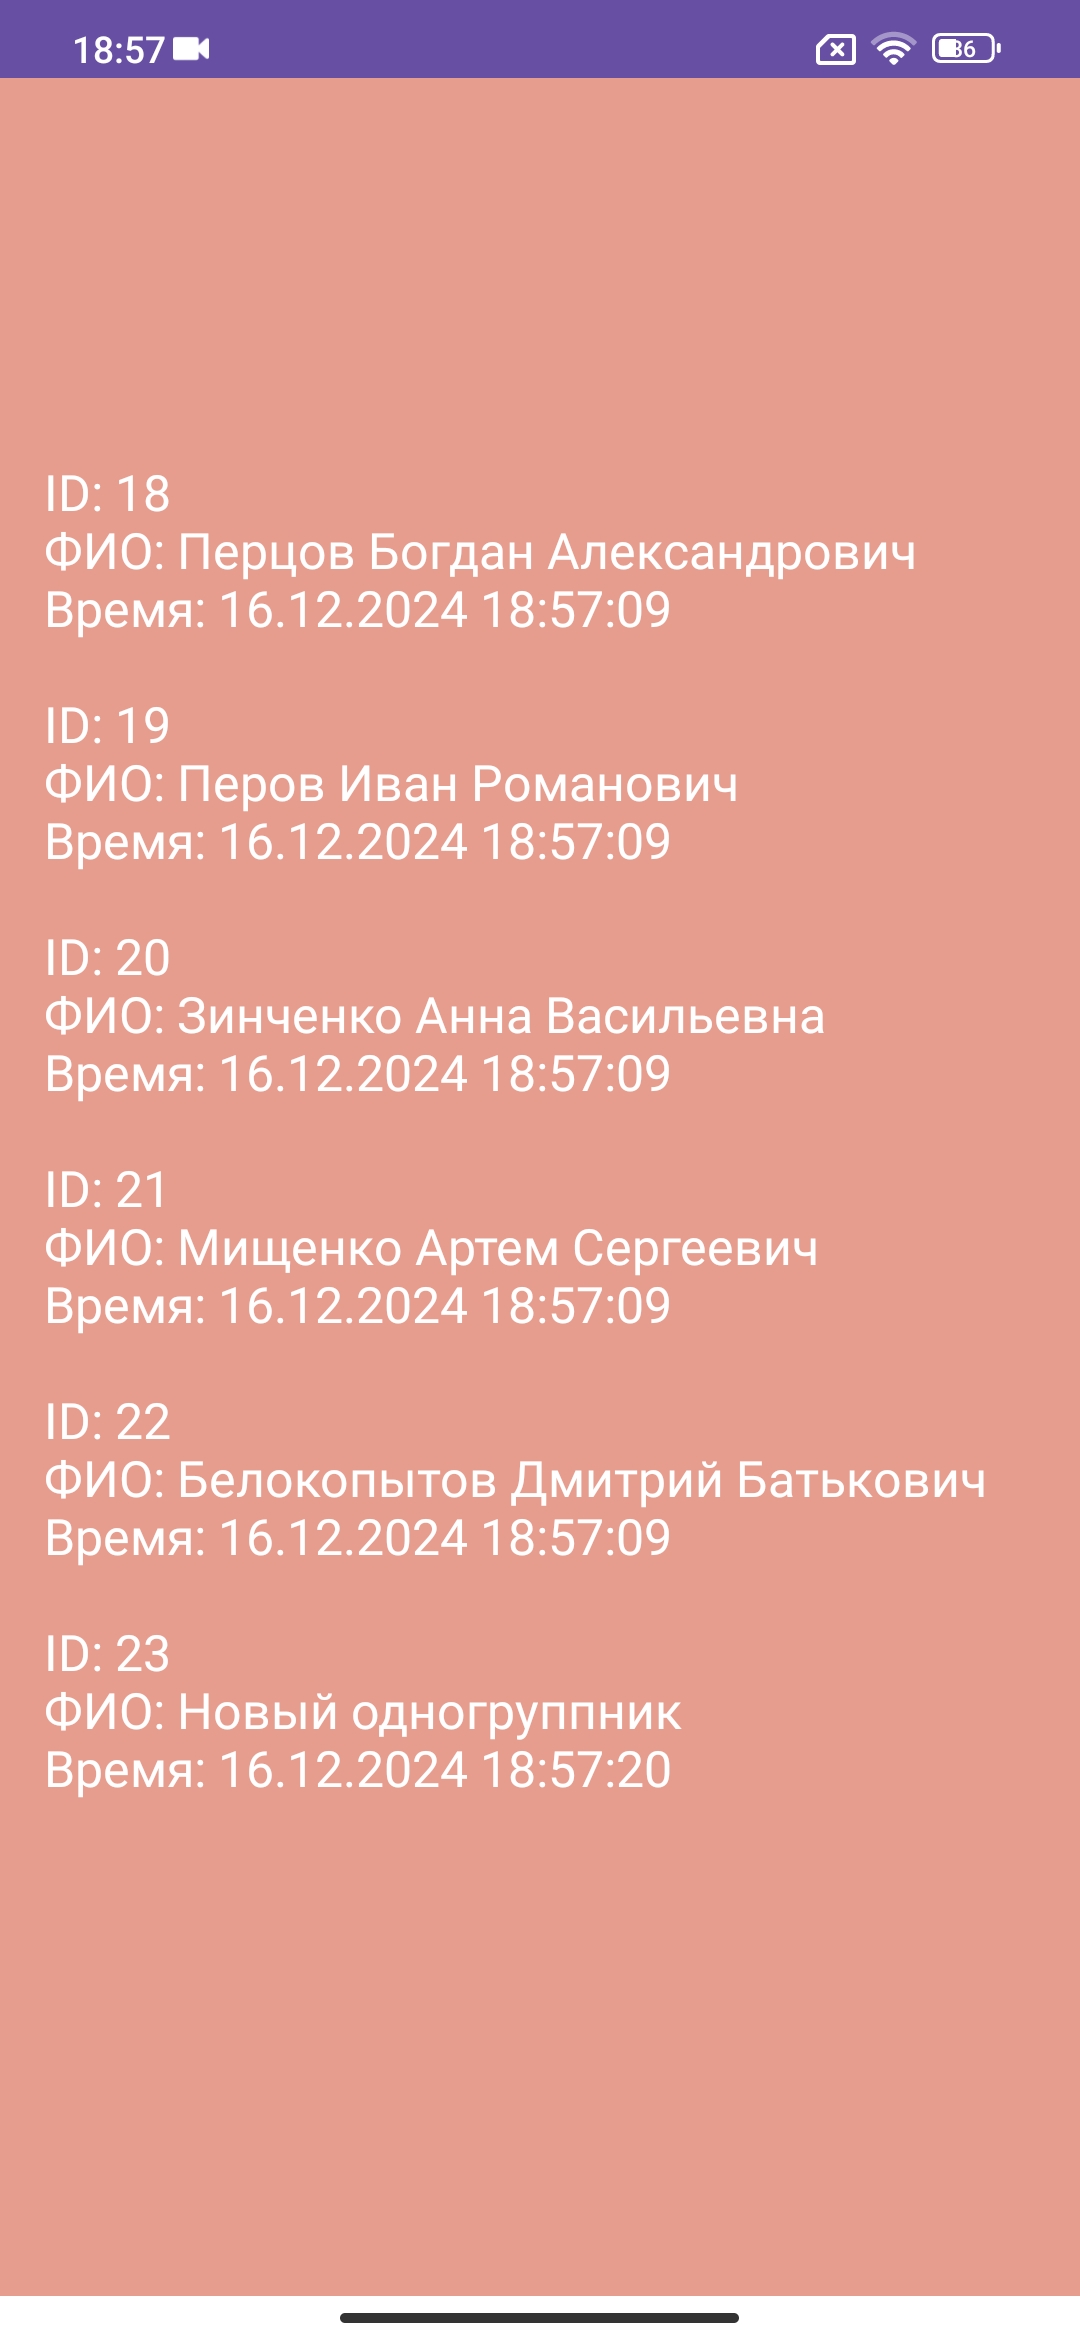 18:57
36
ID: 18
ФИО: Перцов Богдан Александрович
Время: 16.12.2024 18:57:09
ID: 19
ФИО: Перов Иван Романович
Время: 16.12.2024 18:57:09
ID: 20
ФИО: Зинченко Анна Васильевна
Время: 16.12.2024 18:57:09
ID: 21
ФИО: Мищенко Артем Сергеевич
Время: 16.12.2024 18:57:09
ID: 22
ФИО: Белокопытов Дмитрий Батькович
Время: 16.12.2024 18:57:09
ID: 23
ФИО: Новый одногруппник
Время: 16.12.2024 18:57:20